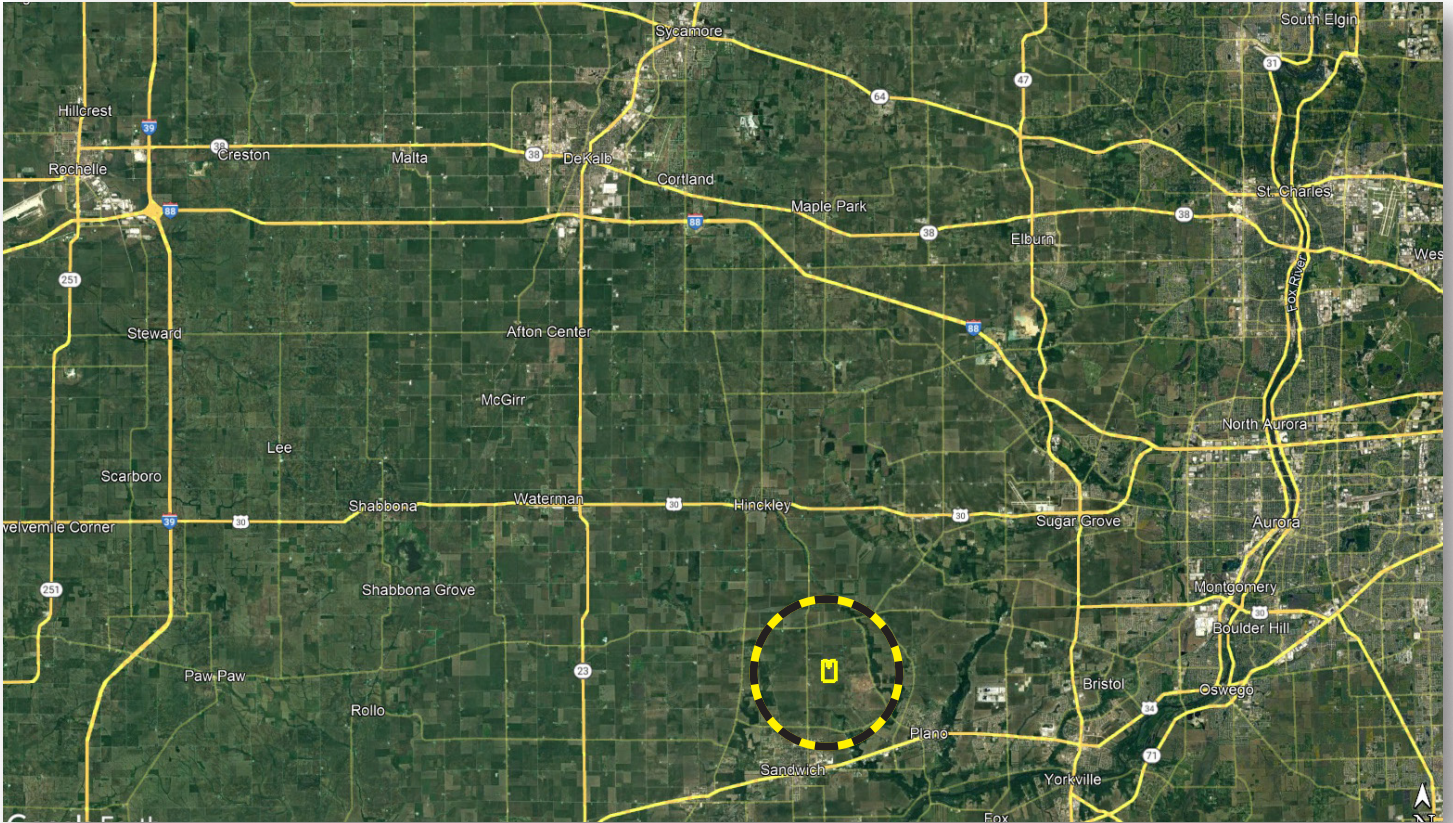 South Elgin
Sycamore
31
47
64
Hillcrest
39
38
Creston
Malta
38
DeKalb
Rochelle
Cortland
St. Charles
Maple Park
88
88
38
38
Elburn
Wes
251
Fox River
Steward
Afton Center
88
McGirr
North Aurora
Lee
Scarboro
Shabbona
Waterman
30
Hinckley
30
Sugar Grove
Aurora
welvemile Corner
39
30
251
Shabbona Grove
Montgomery
30
Boulder Hill
23
Paw Paw
Bristol
Oswego
Rollo
34
Plano
71
Sandwich
Yorkville
Fox
N